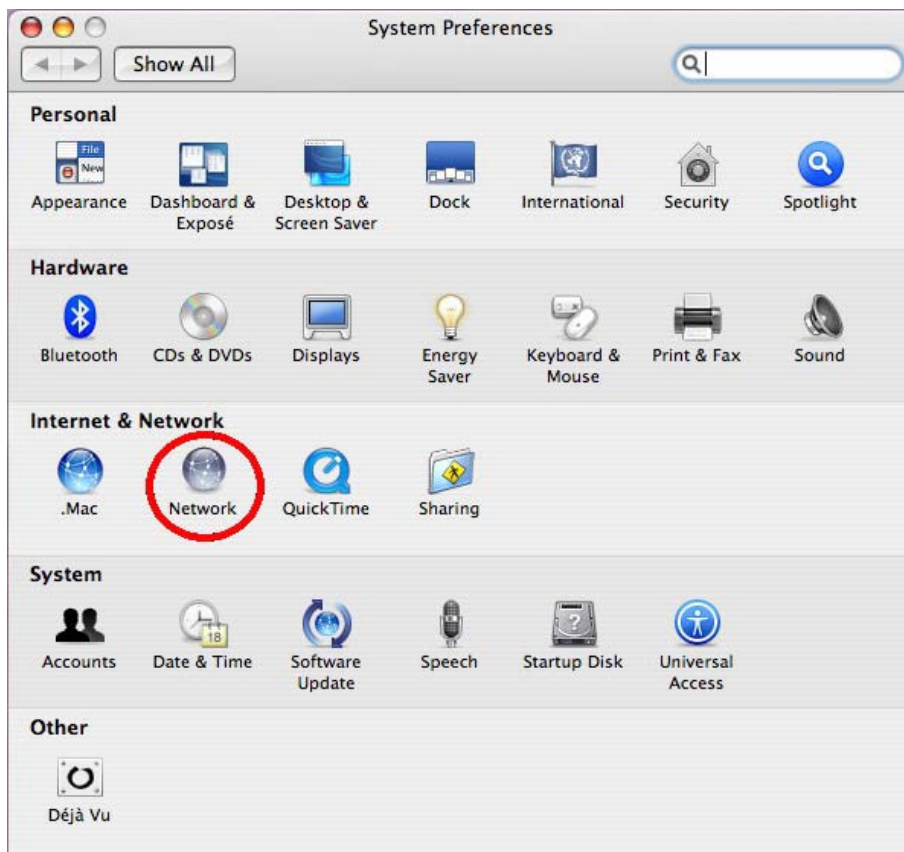 System Preferences
Show All
Personal
File
New
Appearance
Dashboard & Exposé
Desktop & Screen Saver
Dock
International
Security
Spotlight
Hardware
Bluetooth
CDs & DVDs
Displays
Energy Saver
Keyboard & Mouse
Print & Fax
Sound
Internet & Network
.Mac
Network
QuickTime
Sharing
System
18
?
Accounts
Date & Time
Software Update
Speech
Startup Disk
Universal Access
Other
Déjà Vu